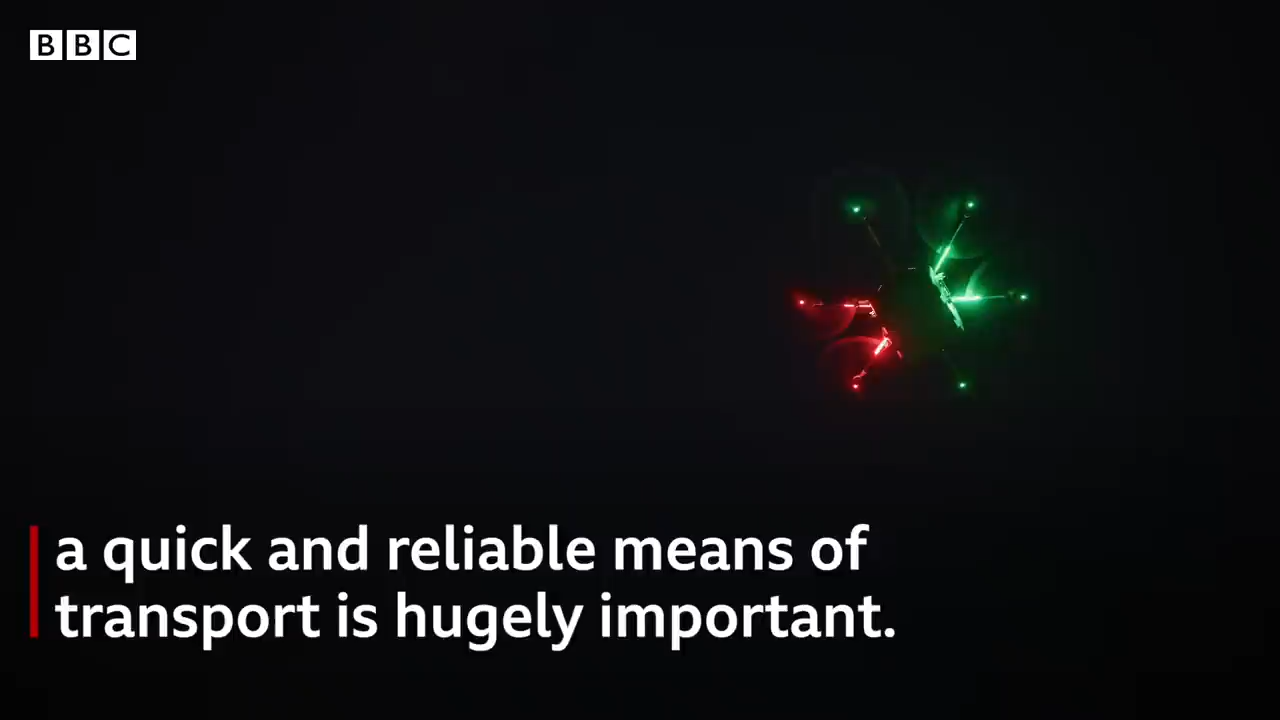 BBC
a quick and reliable means of
transport is hugely important.